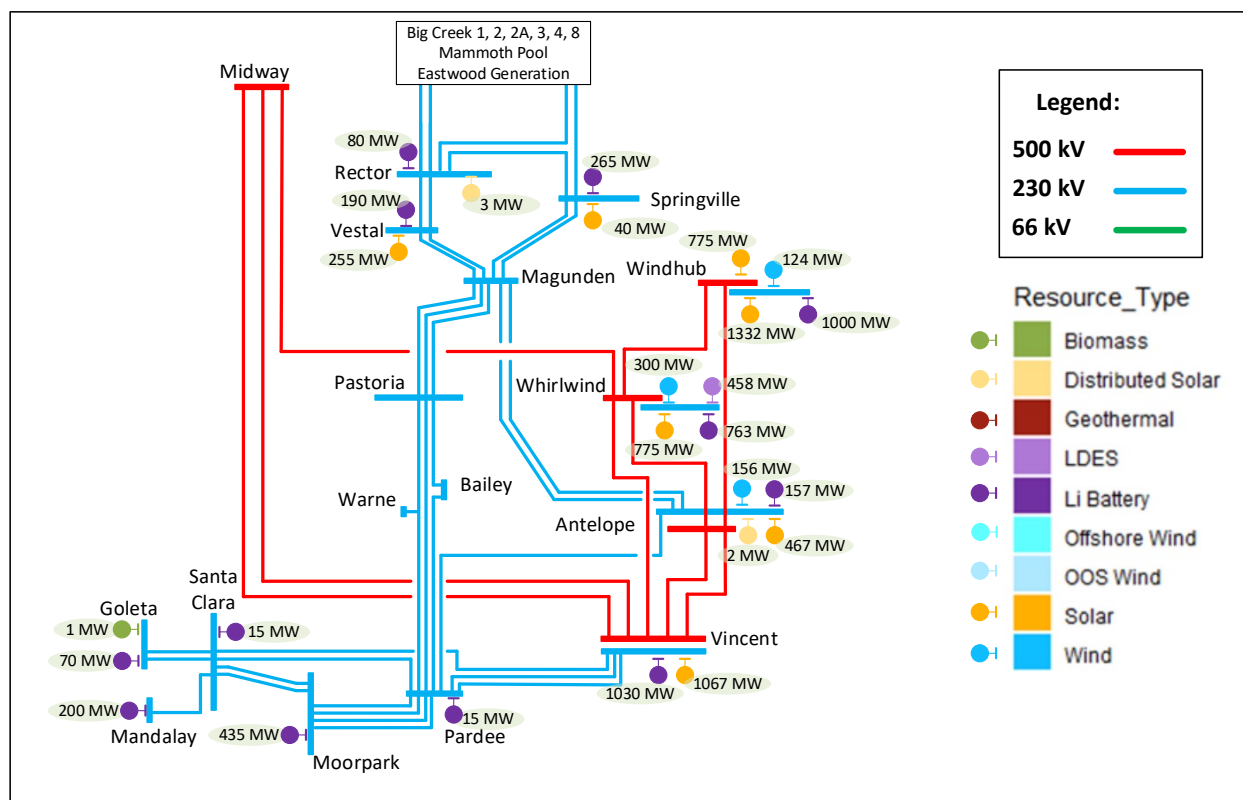 Big Creek 1, 2, 2A, 3, 4, 8
Mammoth Pool
Eastwood Generation
Midway
Legend:
500 kV
230 kV
66 kV
80 MW
Rector
3 MW
265 MW
Springville
40 MW
190 MW
Vestal
255 MW
Magunden
775 MW
Windhub
124 MW
1332 MW
1000 MW
Resource_Type
Biomass
Distributed Solar
Geothermal
LDES
Li Battery
Offshore Wind
OOS Wind
Solar
Wind
Pastoria
300 MW
458 MW
Whirlwind
775 MW
763 MW
Warne
Bailey
156 MW
157 MW
Antelope
2 MW
467 MW
Santa
Clara
Goleta
1 MW
15 MW
70 MW
200 MW
Mandalay
435 MW
Moorpark
15 MW
Pardee
Vincent
1030 MW
1067 MW